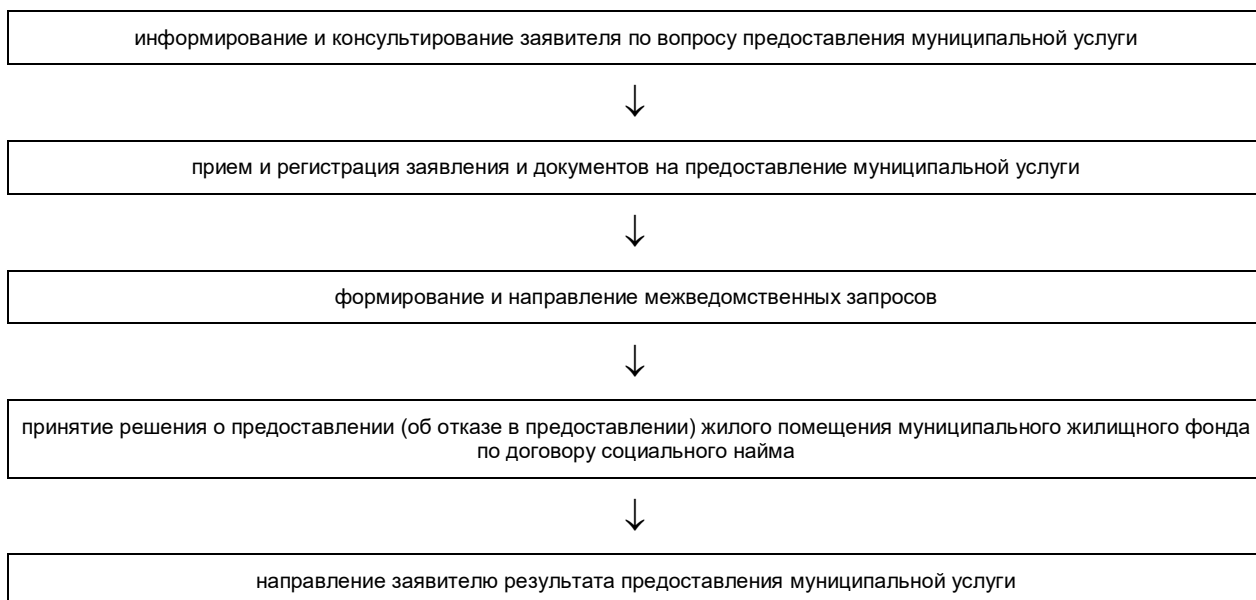 информирование и консультирование заявителя по вопросу предоставления муниципальной услуги
↓
прием и регистрация заявления и документов на предоставление муниципальной услуги
↓
формирование и направление межведомственных запросов
↓
принятие решения о предоставлении (об отказе в предоставлении) жилого помещения муниципального жилищного фонда
по договору социального найма
↓
направление заявителю результата предоставления муниципальной услуги